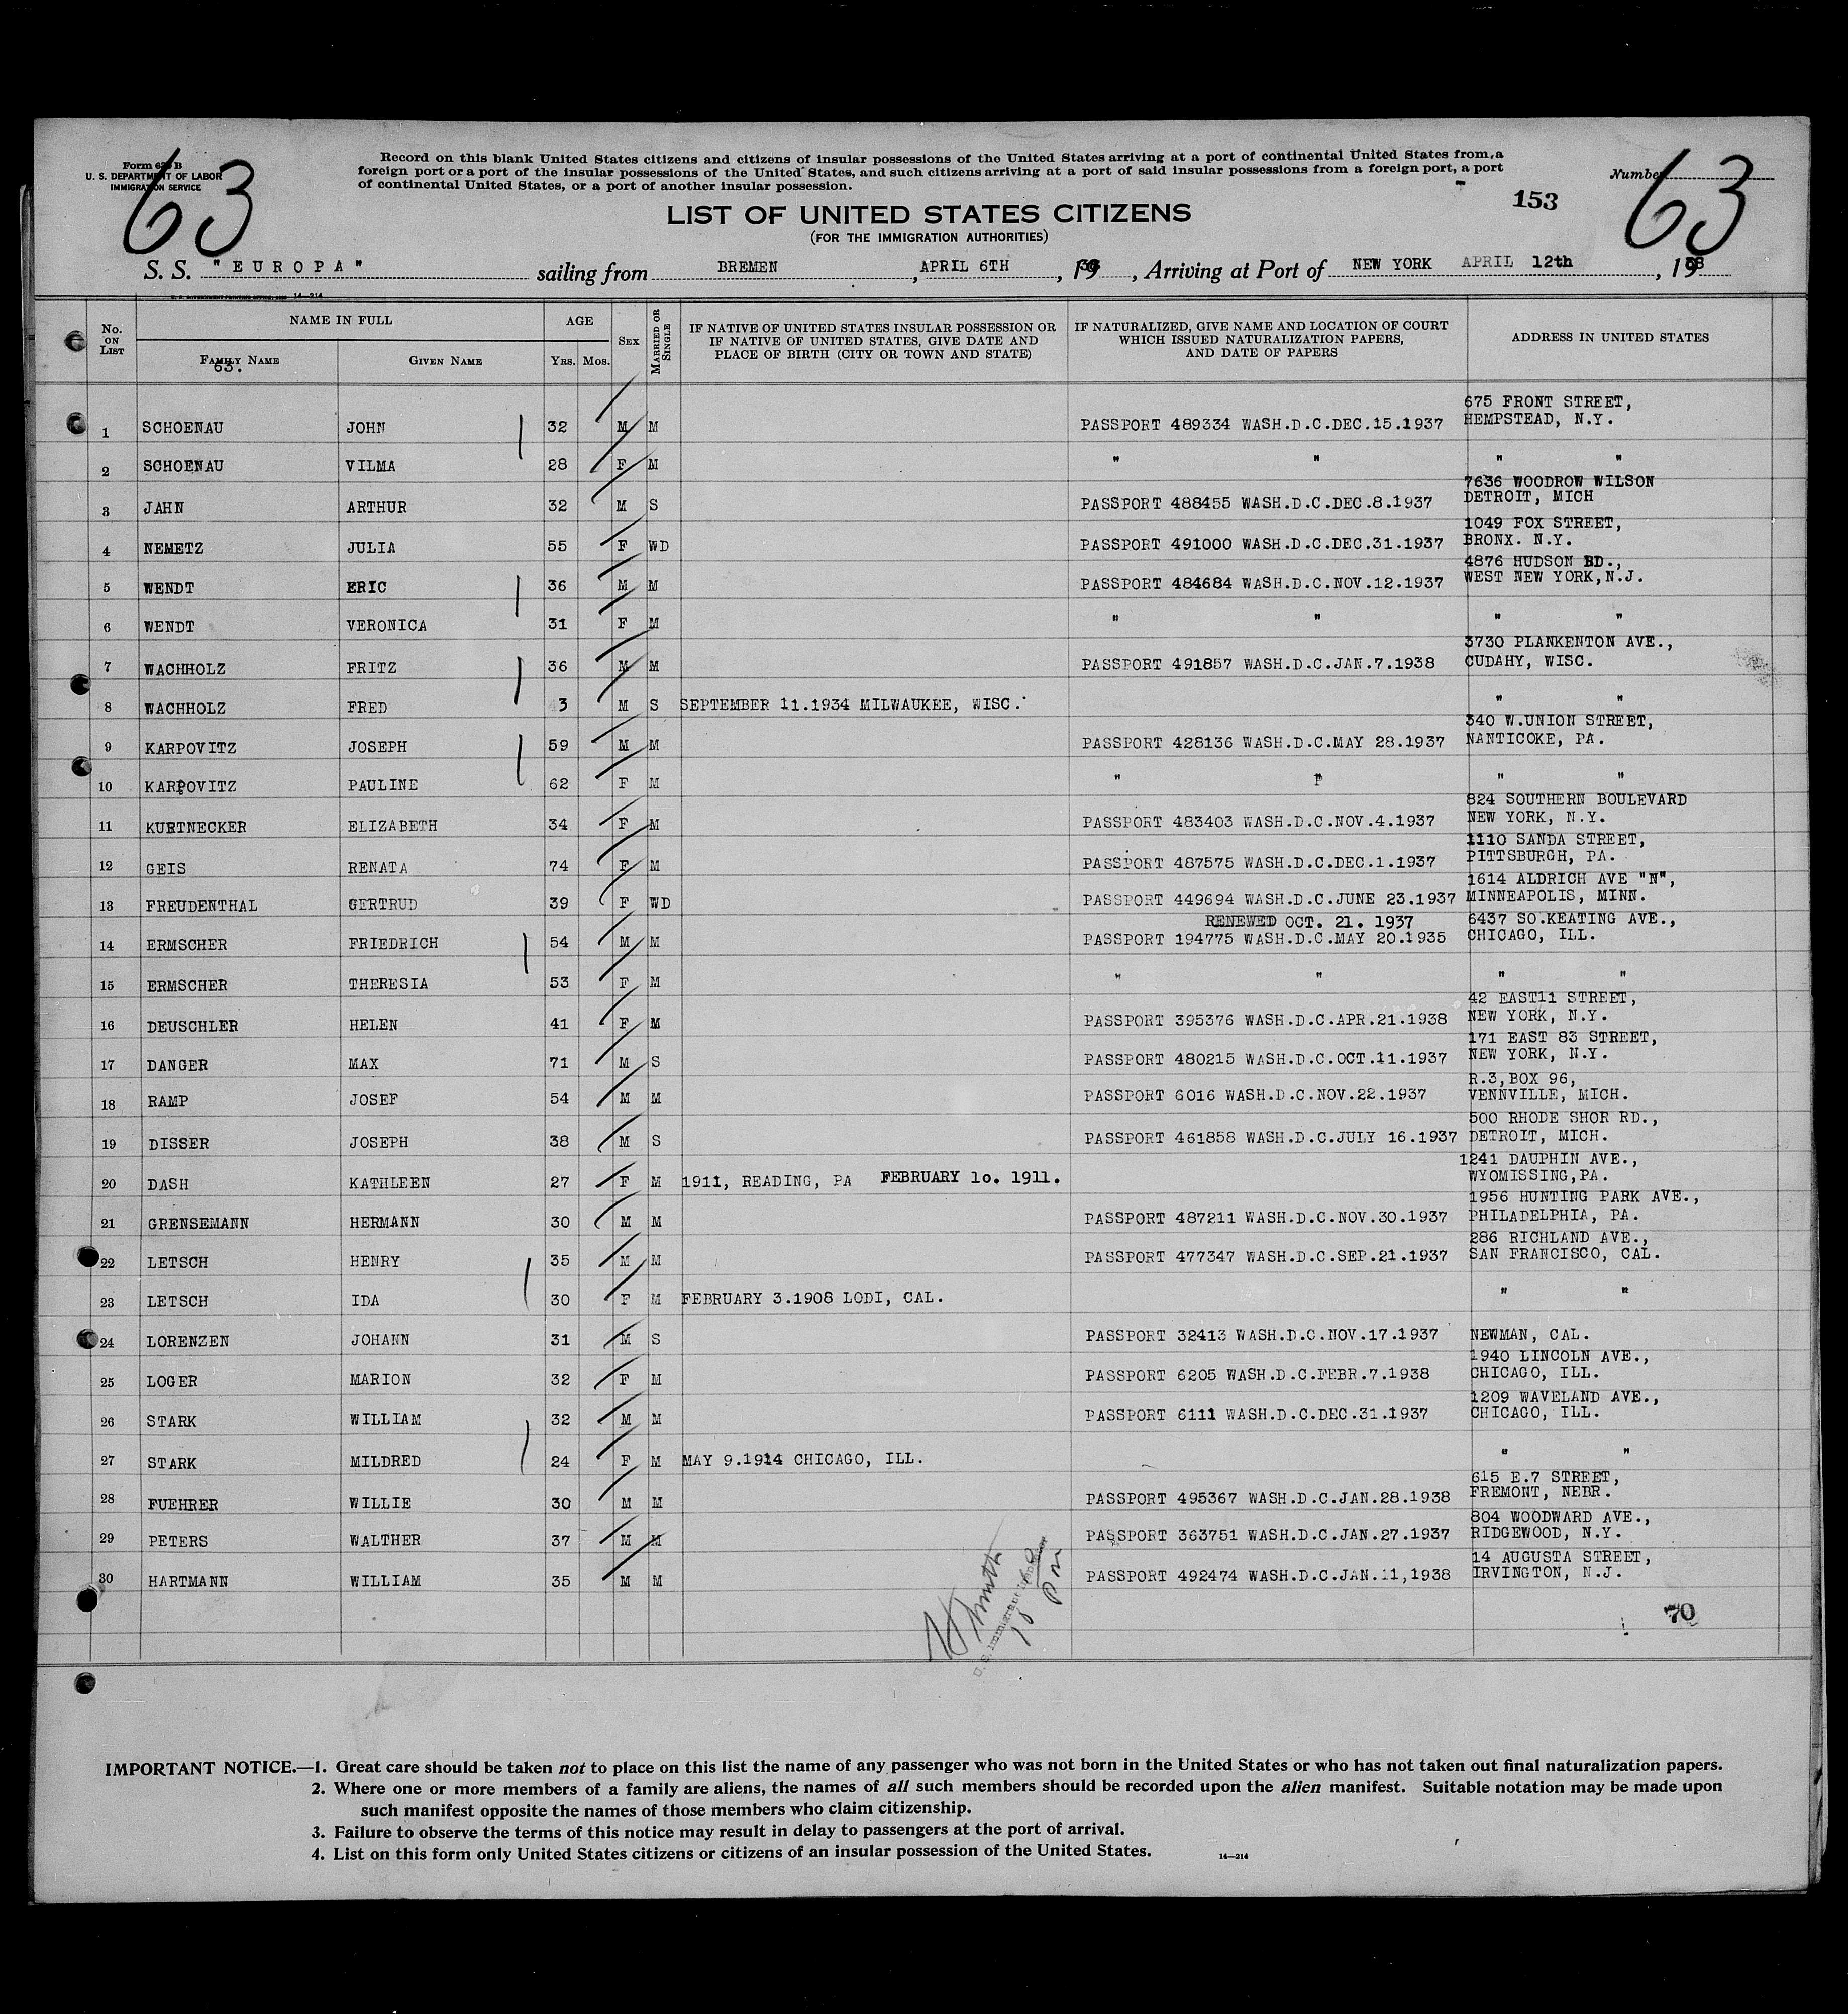 Form 630 B
U. S. DEPARTMENT OF LABOR
IMMIGRATION SERVICE
63
Record on this blank United States citizens and citizens of insular possessions of the United States arriving at a port of continental United States from a
foreign port or a port of the insular possessions of the United States, and such citizens arriving at a port of said insular possessions from a foreign port, a port
of continental United States, or a port of another insular possession.
Number
63
153
LIST OF UNITED STATES CITIZENS
(FOR THE IMMIGRATION AUTHORITIES)
S. S. "EUROPA" sailing from BREMEN, APRIL 6TH, 19 , Arriving at Port of NEW YORK APRIL 12th, 1938
14—214
No. ON LIST
NAME IN FULL
FAMILY NAME
63.
GIVEN NAME
AGE
YRS. MOS.
SEX
MARRIED OR SINGLE
IF NATIVE OF UNITED STATES INSULAR POSSESSION OR
IF NATIVE OF UNITED STATES, GIVE DATE AND
PLACE OF BIRTH (CITY OR TOWN AND STATE)
IF NATURALIZED, GIVE NAME AND LOCATION OF COURT
WHICH ISSUED NATURALIZATION PAPERS,
AND DATE OF PAPERS
ADDRESS IN UNITED STATES
675 FRONT STREET,
1 SCHOENAU JOHN 32 M M PASSPORT 489334 WASH.D.C.DEC.15.1937 HEMPSTEAD, N.Y.
2 SCHOENAU VILMA 28 F M " " " "
7636 WOODROW WILSON
3 JAHN ARTHUR 32 M S PASSPORT 488455 WASH.D.C.DEC.8.1937 DETROIT, MICH
1049 FOX STREET,
4 NEMETZ JULIA 55 F WD PASSPORT 491000 WASH.D.C.DEC.31.1937 BRONX. N.Y.
4876 HUDSON BD.,
5 WENDT ERIC 36 M M PASSPORT 484684 WASH.D.C.NOV.12.1937 WEST NEW YORK,N.J.
6 WENDT VERONICA 31 F M " " " "
3730 PLANKENTON AVE.,
7 WACHHOLZ FRITZ 36 M M PASSPORT 491857 WASH.D.C.JAN.7.1938 CUDAHY, WISC.
8 WACHHOLZ FRED 3 M S SEPTEMBER 11.1934 MILWAUKEE, WISC. " "
340 W.UNION STREET,
9 KARPOVITZ JOSEPH 59 M M PASSPORT 428136 WASH.D.C.MAY 28.1937 NANTICOKE, PA.
10 KARPOVITZ PAULINE 62 F M " " " "
824 SOUTHERN BOULEVARD
11 KURTNECKER ELIZABETH 34 F M PASSPORT 483403 WASH.D.C.NOV.4.1937 NEW YORK, N.Y.
1110 SANDA STREET,
12 GEIS RENATA 74 F M PASSPORT 487575 WASH.D.C.DEC.1.1937 PITTSBURGH, PA.
1614 ALDRICH AVE "N",
13 FREUDENTHAL GERTRUD 39 F WD PASSPORT 449694 WASH.D.C.JUNE 23.1937 MINNEAPOLIS, MINN.
RENEWED OCT. 21. 1937 6437 SO.KEATING AVE.,
14 ERMSCHER FRIEDRICH 54 M M PASSPORT 194775 WASH.D.C.MAY 20.1935 CHICAGO, ILL.
15 ERMSCHER THERESIA 53 F M " " " "
42 EAST11 STREET,
16 DEUSCHLER HELEN 41 F M PASSPORT 395376 WASH.D.C.APR.21.1938 NEW YORK, N.Y.
171 EAST 83 STREET,
17 DANGER MAX 71 M S PASSPORT 480215 WASH.D.C.OCT.11.1937 NEW YORK, N.Y.
R.3,BOX 96,
18 RAMP JOSEF 54 M M PASSPORT 6016 WASH.D.C.NOV.22.1937 VENNVILLE, MICH.
500 RHODE SHOR RD.,
19 DISSER JOSEPH 38 M S PASSPORT 461858 WASH.D.C.JULY 16.1937 DETROIT, MICH.
1241 DAUPHIN AVE.,
20 DASH KATHLEEN 27 F M 1911, READING, PA FEBRUARY 1o. 1911. WYOMISSING,PA.
1956 HUNTING PARK AVE.,
21 GRENSEMANN HERMANN 30 M M PASSPORT 487211 WASH.D.C.NOV.30.1937 PHILADELPHIA, PA.
286 RICHLAND AVE.,
22 LETSCH HENRY 35 M M PASSPORT 477347 WASH.D.C.SEP.21.1937 SAN FRANCISCO, CAL.
23 LETSCH IDA 30 F M FEBRUARY 3.1908 LODI, CAL. " "
24 LORENZEN JOHANN 31 M S PASSPORT 32413 WASH.D.C.NOV.17.1937 NEWMAN, CAL.
1940 LINCOLN AVE.,
25 LOGER MARION 32 F M PASSPORT 6205 WASH.D.C.FEBR.7.1938 CHICAGO, ILL.
1209 WAVELAND AVE.,
26 STARK WILLIAM 32 M M PASSPORT 6111 WASH.D.C.DEC.31.1937 CHICAGO, ILL.
27 STARK MILDRED 24 F M MAY 9.1914 CHICAGO, ILL. " "
615 E.7 STREET,
28 FUEHRER WILLIE 30 M M PASSPORT 495367 WASH.D.C.JAN.28.1938 FREMONT, NEBR.
804 WOODWARD AVE.,
29 PETERS WALTHER 37 M M PASSPORT 363751 WASH.D.C.JAN.27.1937 RIDGEWOOD, N.Y.
14 AUGUSTA STREET,
30 HARTMANN WILLIAM 35 M M PASSPORT 492474 WASH.D.C.JAN.11,1938 IRVINGTON, N.J.
U. S. Immigrant
70
IMPORTANT NOTICE.—1. Great care should be taken not to place on this list the name of any passenger who was not born in the United States or who has not taken out final naturalization papers.
2. Where one or more members of a family are aliens, the names of all such members should be recorded upon the alien manifest. Suitable notation may be made upon
such manifest opposite the names of those members who claim citizenship.
3. Failure to observe the terms of this notice may result in delay to passengers at the port of arrival.
4. List on this form only United States citizens or citizens of an insular possession of the United States.
14—214